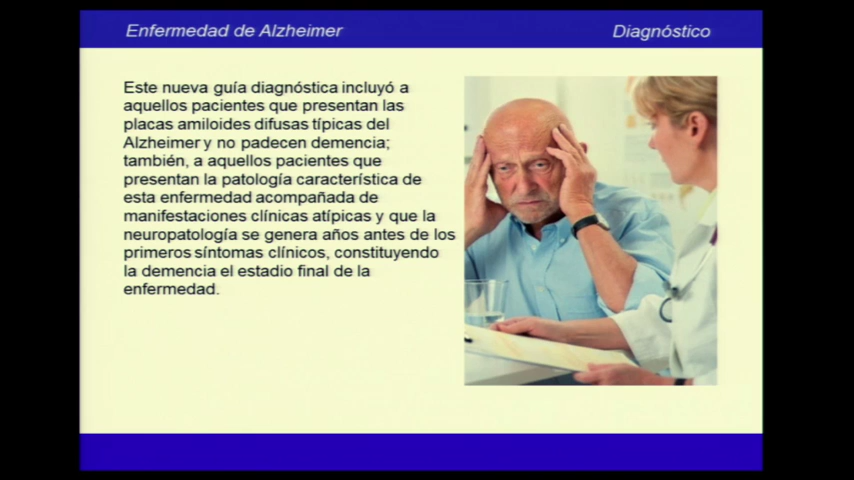 Enfermedad de Alzheimer Diagnóstico
Este nueva guía diagnóstica incluyó a
aquellos pacientes que presentan las
placas amiloides difusas típicas del
Alzheimer y no padecen demencia;
también, a aquellos pacientes que
presentan la patología característica de
esta enfermedad acompañada de
manifestaciones clínicas atípicas y que la
neuropatología se genera años antes de los
primeros síntomas clínicos, constituyendo
la demencia el estadio final de la
enfermedad.